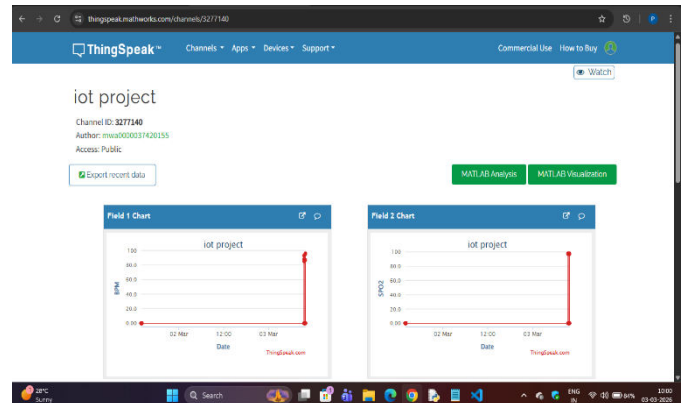 thingspeak.mathworks.com/channels/3277140
ThingSpeak™ Channels Apps Devices Support Commercial Use How to Buy
Watch
iot project
Channel ID: 3277140
Author: mwa0000037420155
Access: Public
Export recent data
MATLAB Analysis MATLAB Visualization
Field 1 Chart
iot project
BPM
100
80.0
60.0
40.0
20.0
0.00
02 Mar 12:00 03 Mar
Date
ThingSpeak.com
Field 2 Chart
iot project
SPO2
100
80.0
60.0
40.0
20.0
0.00
02 Mar 12:00 03 Mar
Date
ThingSpeak.com
28°C
Sunny
Search
ENG
IN
84%
10:00
03-03-2026